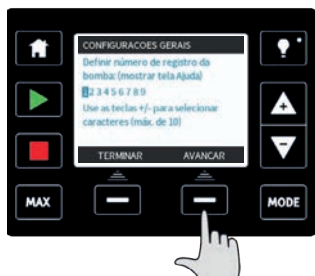 CONFIGURACOES GERAIS
Definir número de registro da
bomba: (mostrar tela Ajuda)
123456789
Use as teclas +/- para selecionar
caracteres (máx. de 10)
TERMINAR AVANCAR
MAX
MODE